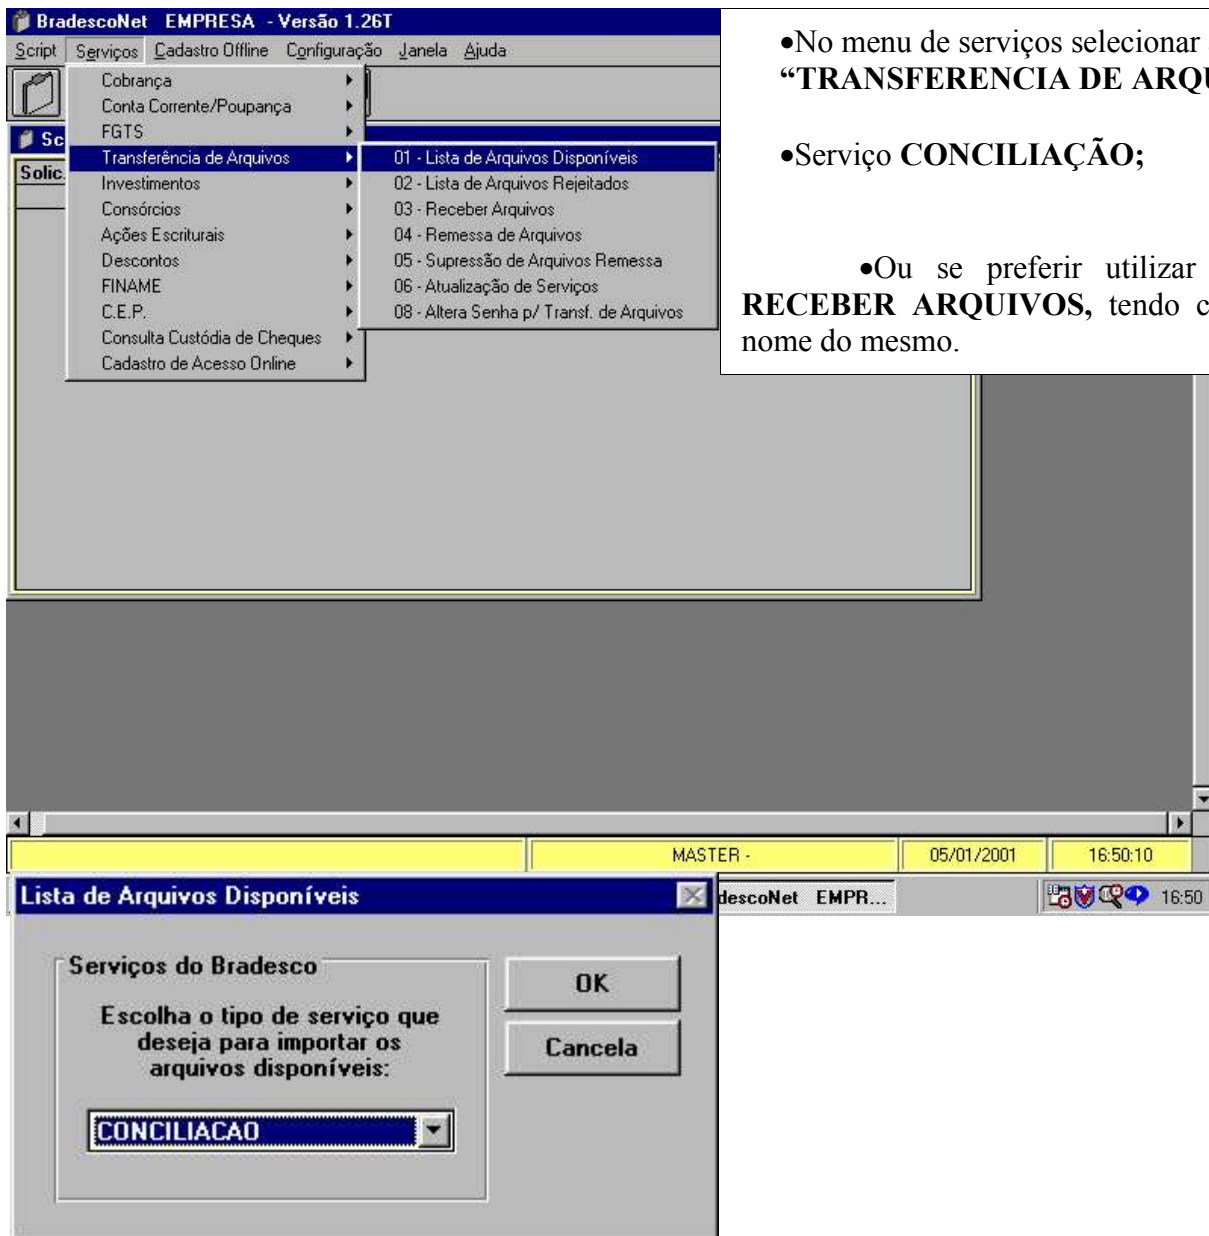 BradescoNet EMPRESA - Versão 1.26T
Script Serviços Cadastro Offline Configuração Janela Ajuda
Cobrança
Conta Corrente/Poupança
FGTS
Transferência de Arquivos
Investimentos
Consórcios
Ações Escriturais
Descontos
FINAME
C.E.P.
Consulta Custódia de Cheques
Cadastro de Acesso Online
01 - Lista de Arquivos Disponíveis
02 - Lista de Arquivos Rejeitados
03 - Receber Arquivos
04 - Remessa de Arquivos
05 - Supressão de Arquivos Remessa
06 - Atualização de Serviços
08 - Altera Senha p/ Transf. de Arquivos
Sc
Solic.
•No menu de serviços selecionar
“TRANSFERENCIA DE ARQU
•Serviço CONCILIAÇÃO;
•Ou se preferir utilizar
RECEBER ARQUIVOS, tendo c
nome do mesmo.
MASTER - 05/01/2001 16:50:10
descoNet EMPR... 16:50
Lista de Arquivos Disponíveis
Serviços do Bradesco
Escolha o tipo de serviço que
deseja para importar os
arquivos disponíveis:
CONCILIACAO
OK
Cancela